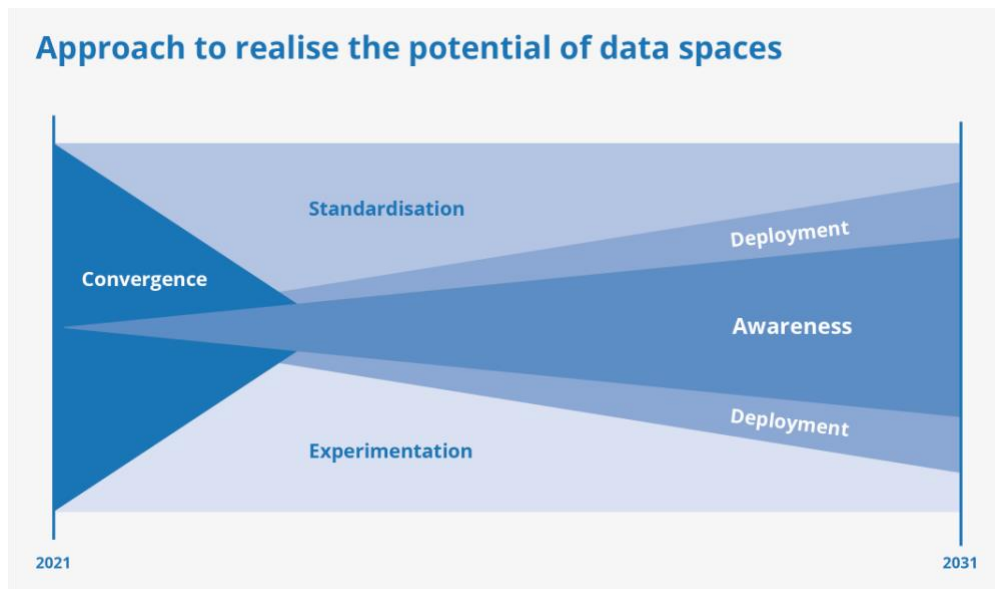 Approach to realise the potential of data spaces
Standardisation
Deployment
Convergence
Awareness
Deployment
Experimentation
2021
2031